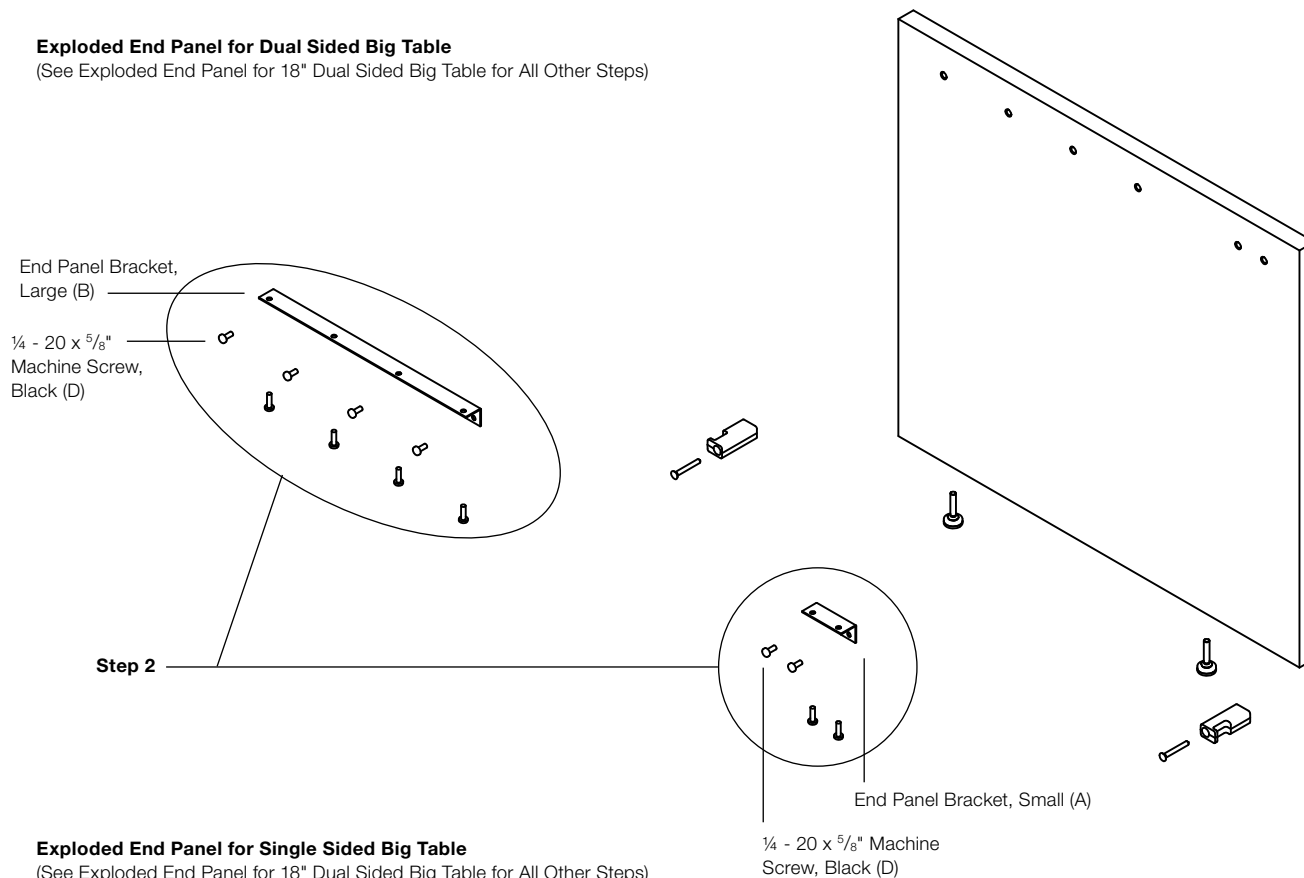 Exploded End Panel for Dual Sided Big Table
(See Exploded End Panel for 18" Dual Sided Big Table for All Other Steps)
End Panel Bracket,
Large (B)
¼ - 20 x 5/8"
Machine Screw,
Black (D)
Step 2
End Panel Bracket, Small (A)
¼ - 20 x 5/8" Machine
Screw, Black (D)
Exploded End Panel for Single Sided Big Table
(See Exploded End Panel for 18" Dual Sided Big Table for All Other Steps)